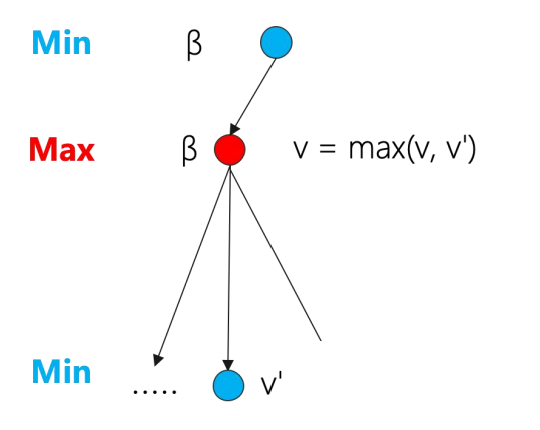 Min β
Max β v = max(v, v')
Min ..... v'